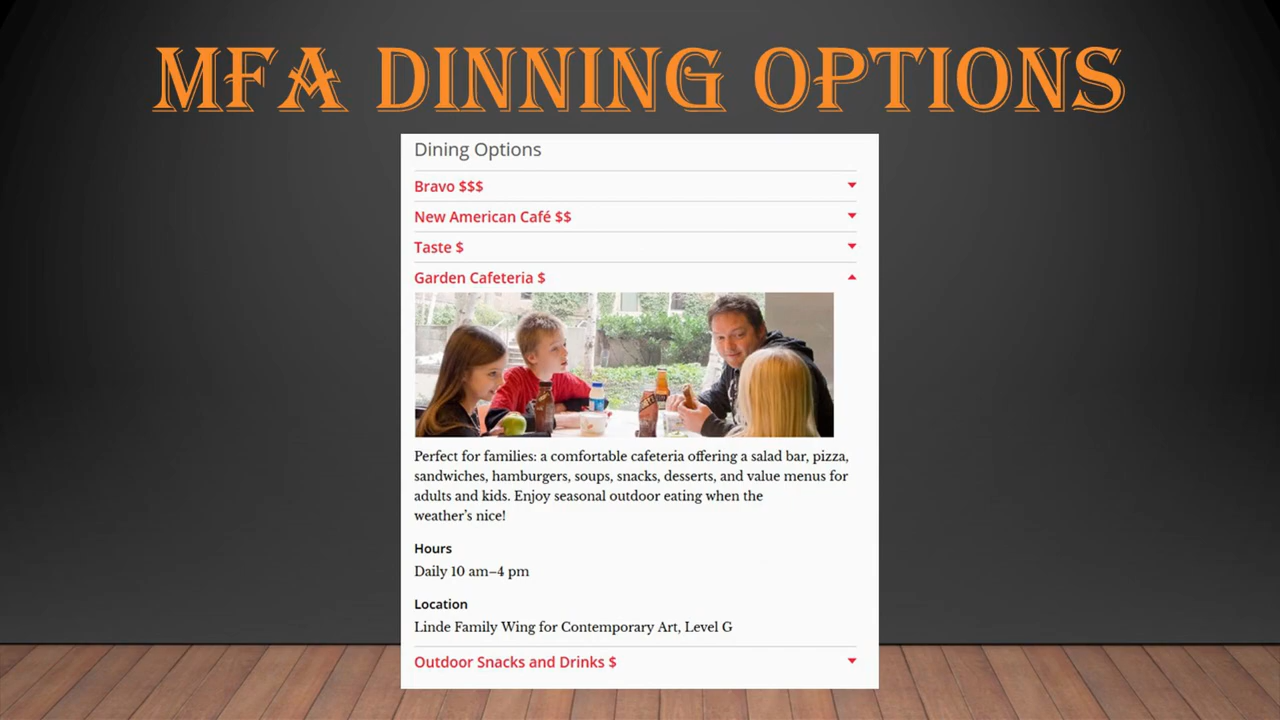 MFA DINNING OPTIONS
Dining Options
Bravo $$$
New American Café $$
Taste $
Garden Cafeteria $
Perfect for families: a comfortable cafeteria offering a salad bar, pizza,
sandwiches, hamburgers, soups, snacks, desserts, and value menus for
adults and kids. Enjoy seasonal outdoor eating when the
weather's nice!
Hours
Daily 10 am–4 pm
Location
Linde Family Wing for Contemporary Art, Level G
Outdoor Snacks and Drinks $